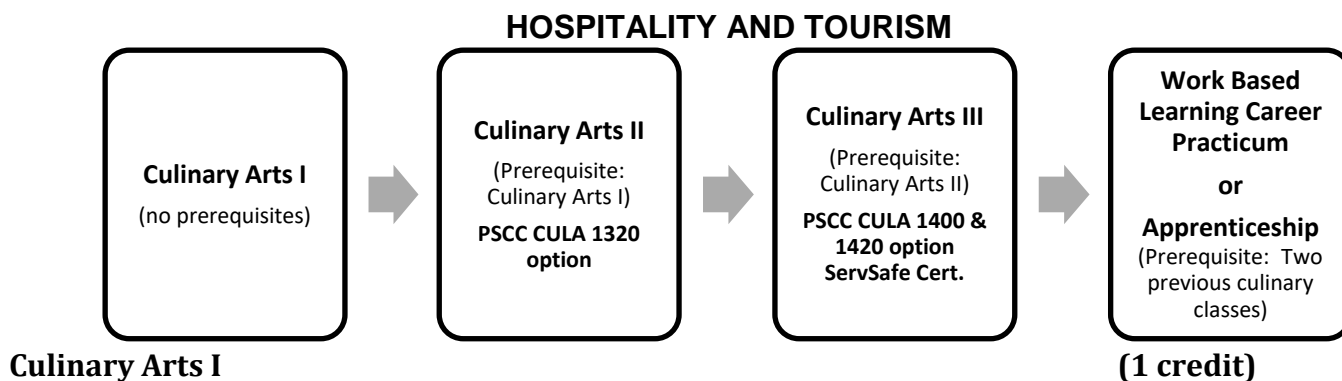 HOSPITALITY AND TOURISM
Culinary Arts I
(no prerequisites)
Culinary Arts II
(Prerequisite:
Culinary Arts I)
PSCC CULA 1320
option
Culinary Arts III
(Prerequisite:
Culinary Arts II)
PSCC CULA 1400 &
1420 option
ServSafe Cert.
Work Based
Learning Career
Practicum
or
Apprenticeship
(Prerequisite: Two
previous culinary
classes)
Culinary Arts I (1 credit)